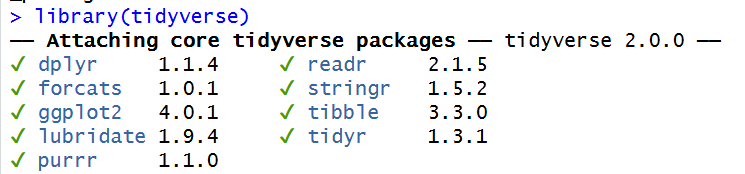 > library(tidyverse)
── Attaching core tidyverse packages ── tidyverse 2.0.0 ──
✔ dplyr     1.1.4     ✔ readr     2.1.5
✔ forcats   1.0.1     ✔ stringr   1.5.2
✔ ggplot2   4.0.1     ✔ tibble    3.3.0
✔ lubridate 1.9.4     ✔ tidyr     1.3.1
✔ purrr     1.1.0